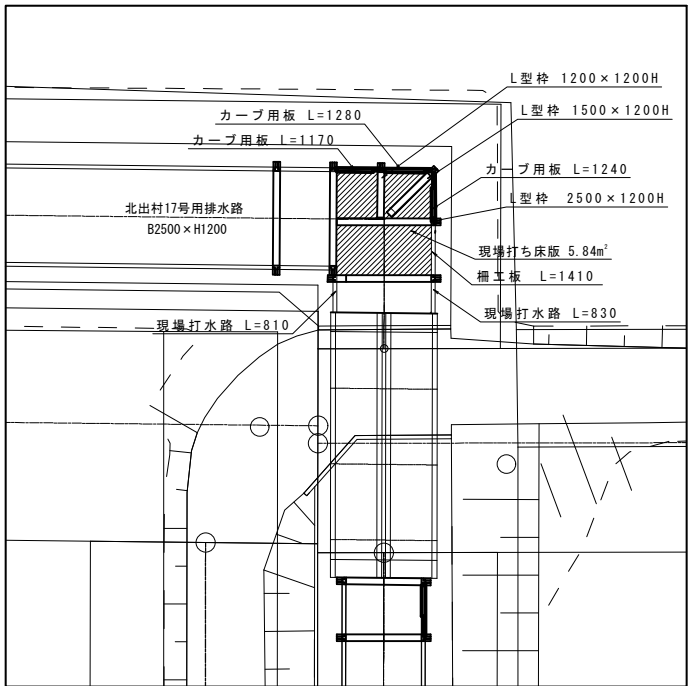 L型枠 1200×1200H
カーブ用板 L=1280
L型枠 1500×1200H
カーブ用板 L=1170
カーブ用板 L=1240
L型枠 2500×1200H
北出村17号用排水路
B2500×H1200
現場打ち床版 5.84㎡
柵工板 L=1410
現場打水路 L=810
現場打水路 L=830